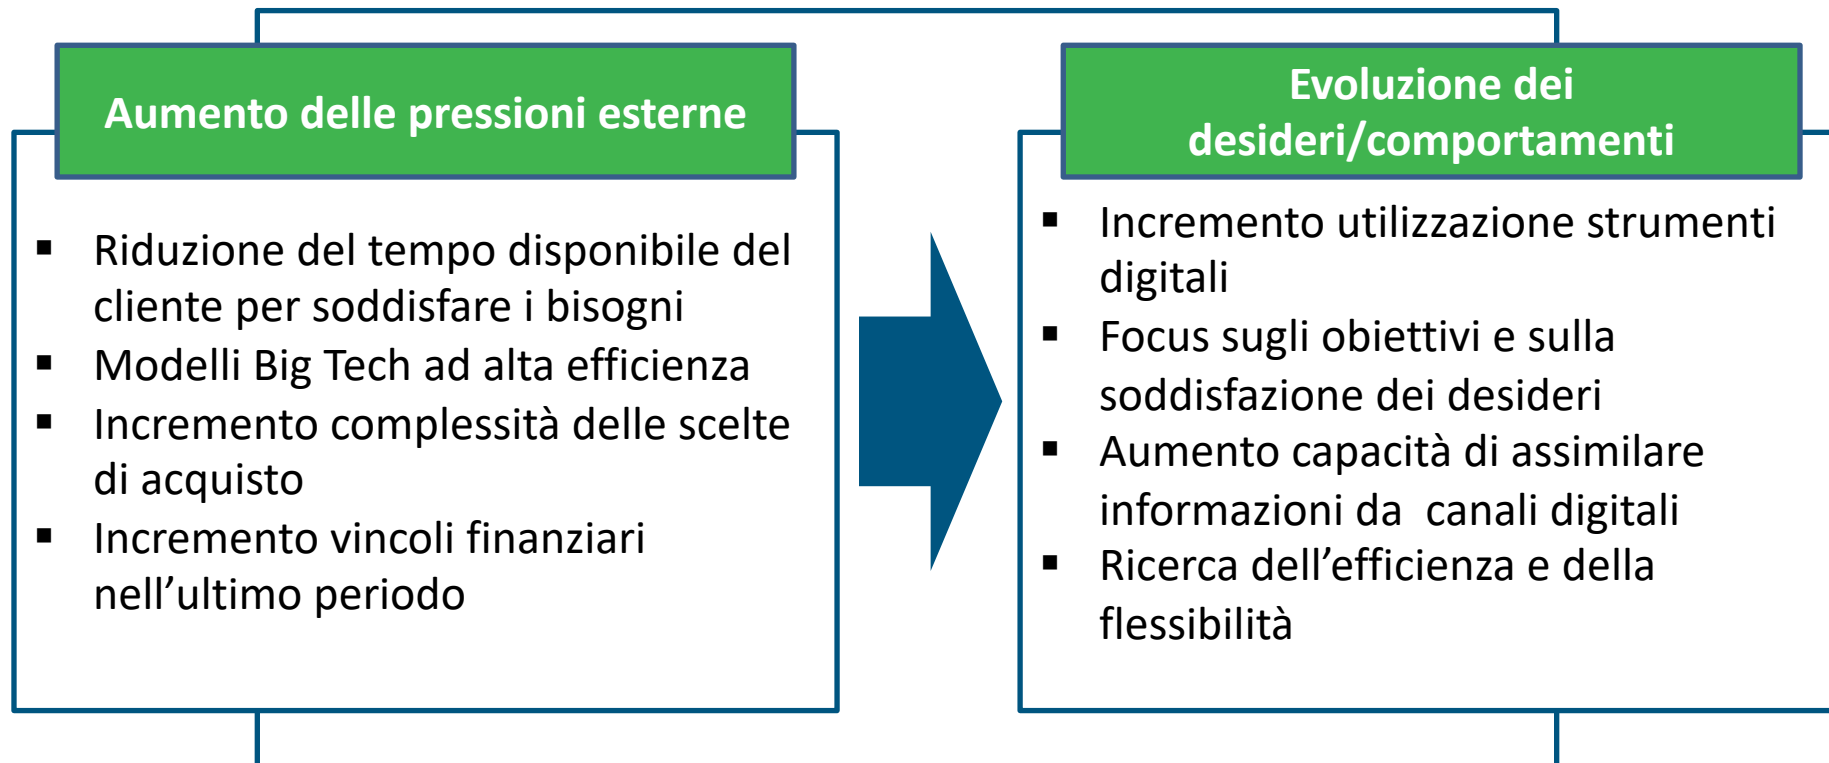 Aumento delle pressioni esterne
▪ Riduzione del tempo disponibile del
cliente per soddisfare i bisogni
▪ Modelli Big Tech ad alta efficienza
▪ Incremento complessità delle scelte
di acquisto
▪ Incremento vincoli finanziari
nell’ultimo periodo
Evoluzione dei
desideri/comportamenti
▪ Incremento utilizzazione strumenti
digitali
▪ Focus sugli obiettivi e sulla
soddisfazione dei desideri
▪ Aumento capacità di assimilare
informazioni da  canali digitali
▪ Ricerca dell’efficienza e della
flessibilità